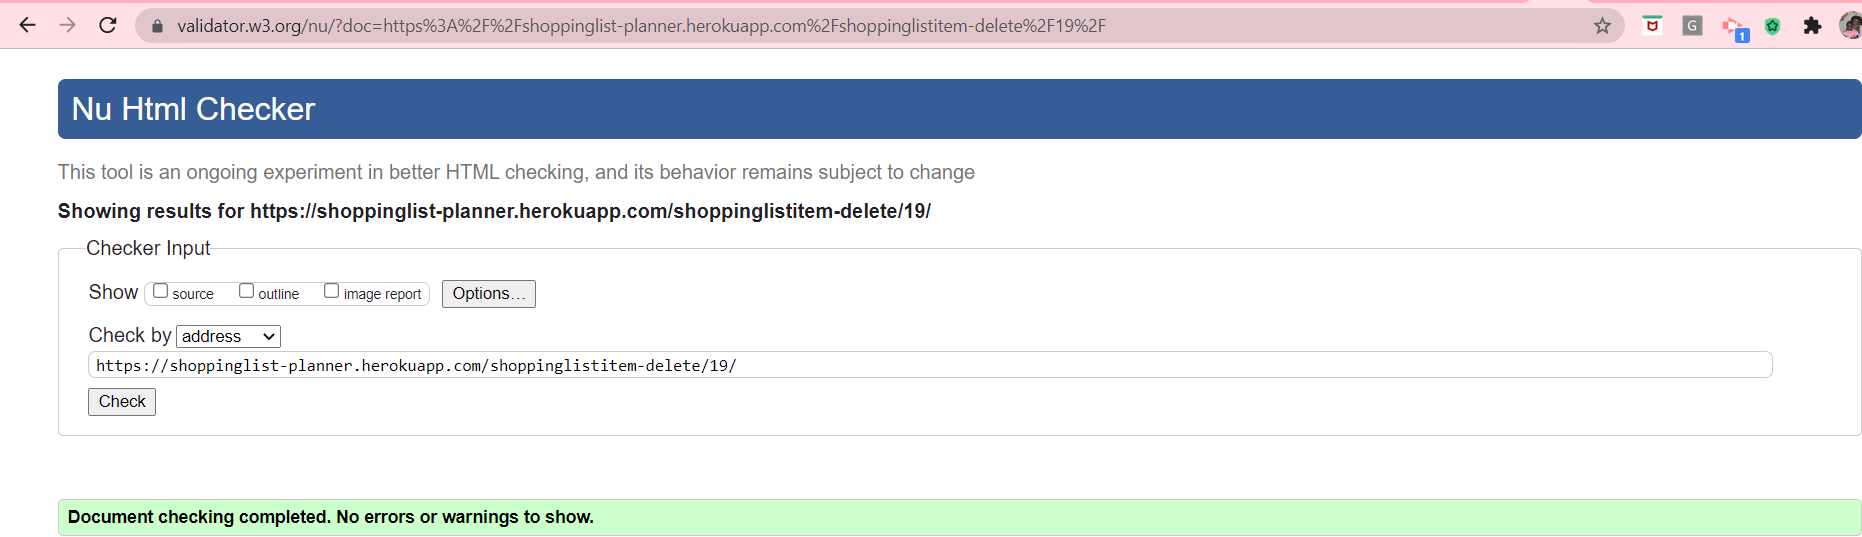 validator.w3.org/nu/?doc=https%3A%2F%2Fshoppinglist-planner.herokuapp.com%2Fshoppinglistitem-delete%2F19%2F
G
1
Nu Html Checker
This tool is an ongoing experiment in better HTML checking, and its behavior remains subject to change
Showing results for https://shoppinglist-planner.herokuapp.com/shoppinglistitem-delete/19/
Checker Input
Show source outline image report Options...
Check by address
https://shoppinglist-planner.herokuapp.com/shoppinglistitem-delete/19/
Check
Document checking completed. No errors or warnings to show.